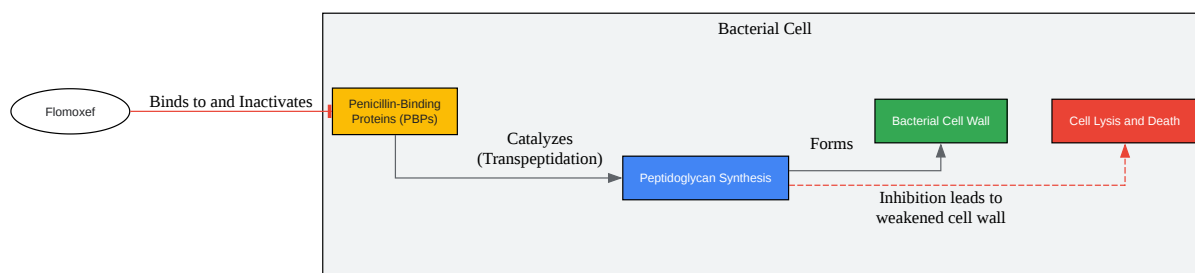 Bacterial Cell
Flomoxef
Binds to and Inactivates
Penicillin-Binding
Proteins (PBPs)
Catalyzes
(Transpeptidation)
Peptidoglycan Synthesis
Forms
Bacterial Cell Wall
Cell Lysis and Death
Inhibition leads to
weakened cell wall